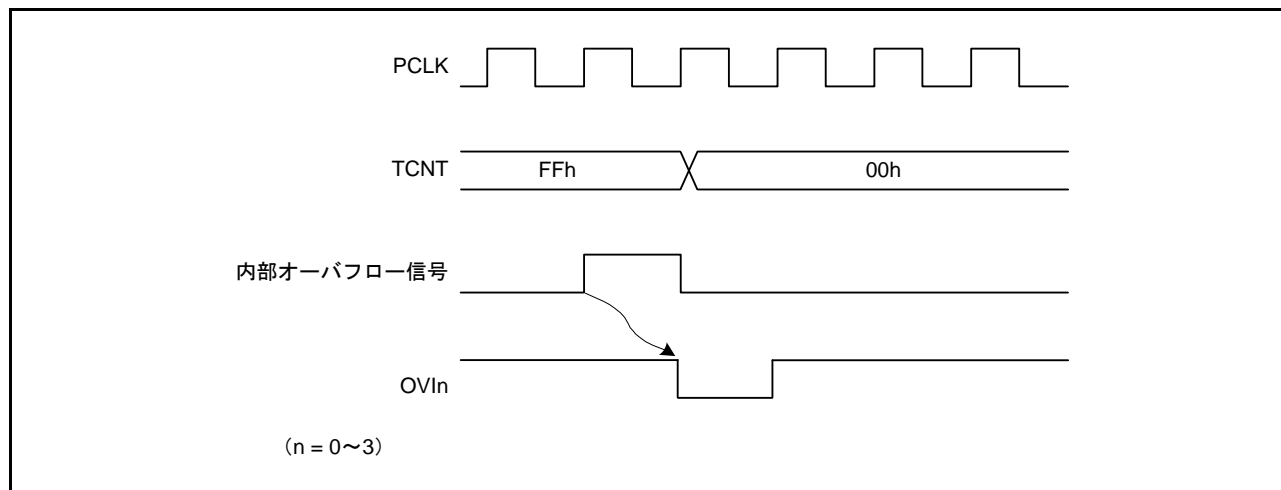 PCLK
TCNT
FFh
00h
内部オーバフロー信号
OVIn
（n = 0～3）